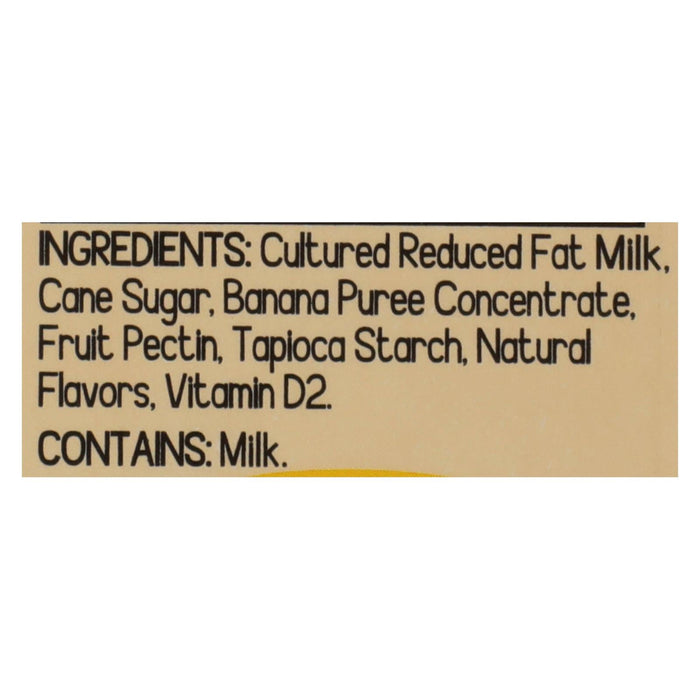 INGREDIENTS: Cultured Reduced Fat Milk,
Cane Sugar, Banana Puree Concentrate,
Fruit Pectin, Tapioca Starch, Natural
Flavors, Vitamin D2.
CONTAINS: Milk.